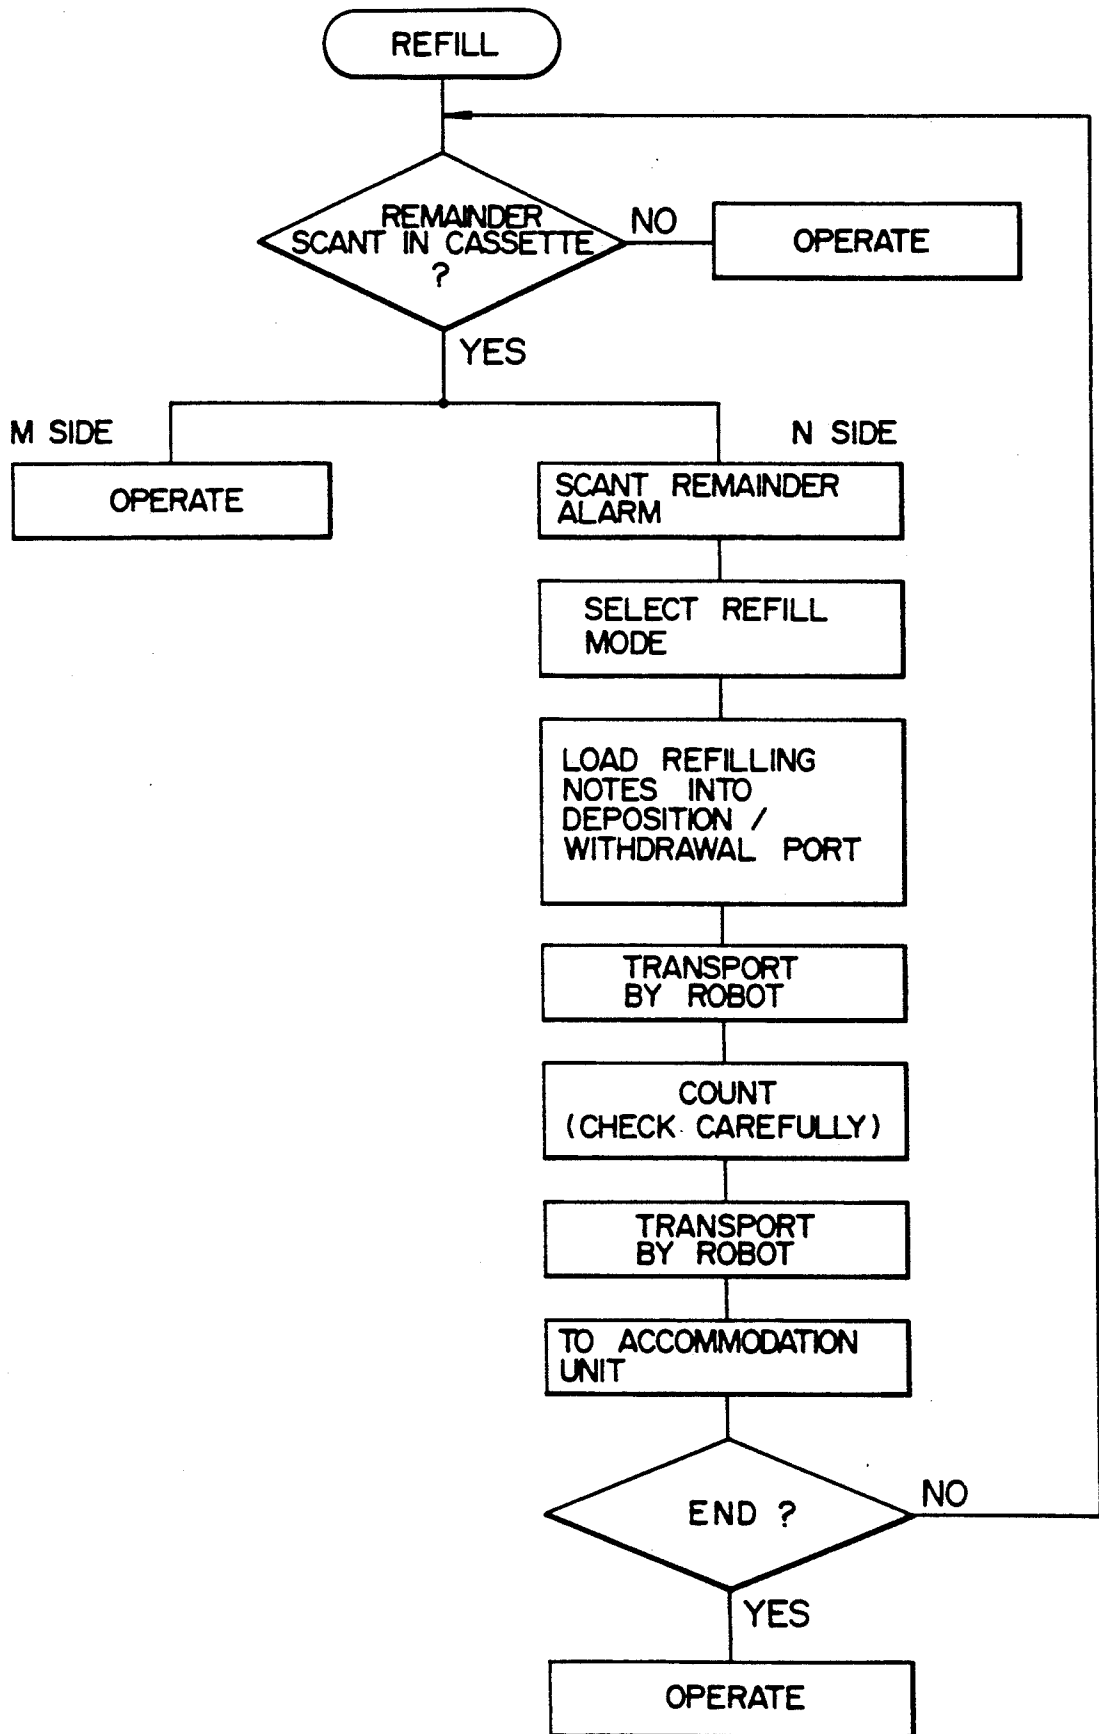 REFILL
REMAINDER
SCANT IN CASSETTE
?
NO
OPERATE
YES
M SIDE
N SIDE
OPERATE
SCANT REMAINDER
ALARM
SELECT REFILL
MODE
LOAD REFILLING
NOTES INTO
DEPOSITION /
WITHDRAWAL PORT
TRANSPORT
BY ROBOT
COUNT
(CHECK CAREFULLY)
TRANSPORT
BY ROBOT
TO ACCOMMODATION
UNIT
END ?
NO
YES
OPERATE